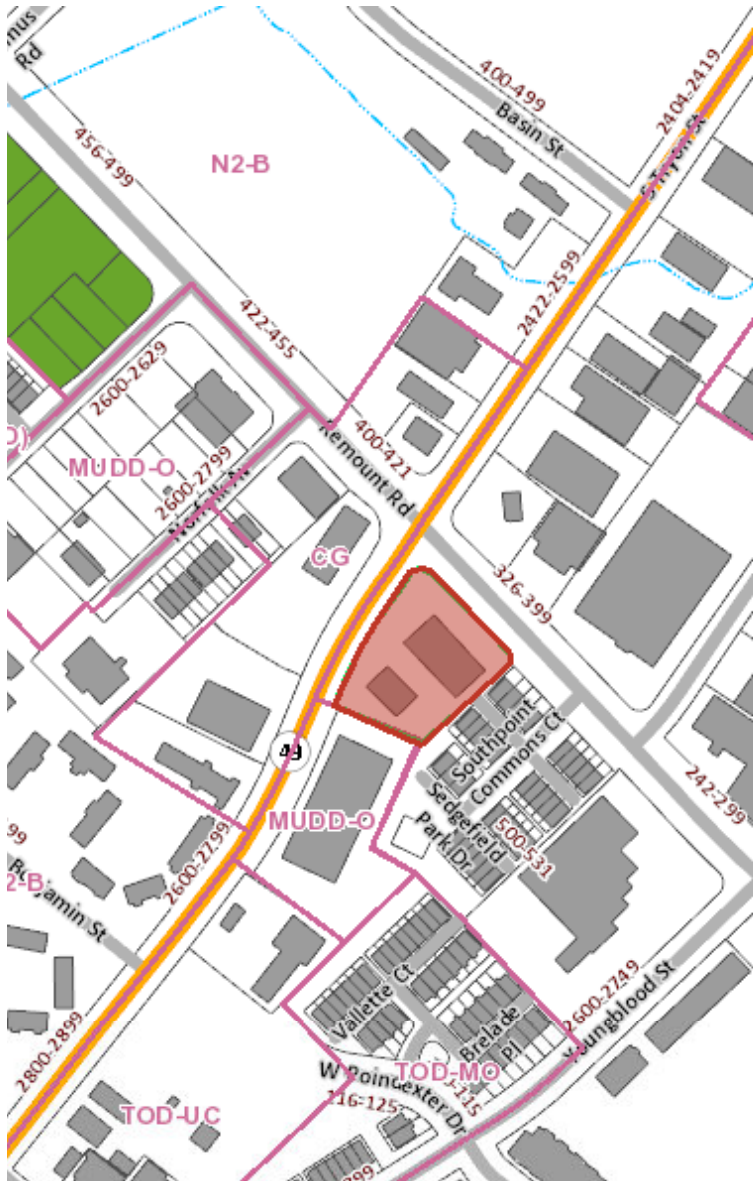 Rd
400-499
Basin St
2404-2419
S Tryon St
456-499
N2-B
422-455
2422-2599
2600-2629
400-421
MUDD-O
2600-2799
Remount Rd
CG
326-399
Southpoint
Commons Ct
49
Sedgefield
Park Dr
242-299
MUDD-O
500-531
2600-2799
2-B
Benjamin St
Vallette Ct
2600-2749
Youngblood St
Brelade
Pl
2800-2899
W Poindexter Dr
TOD-MO
116-125
TOD-UC